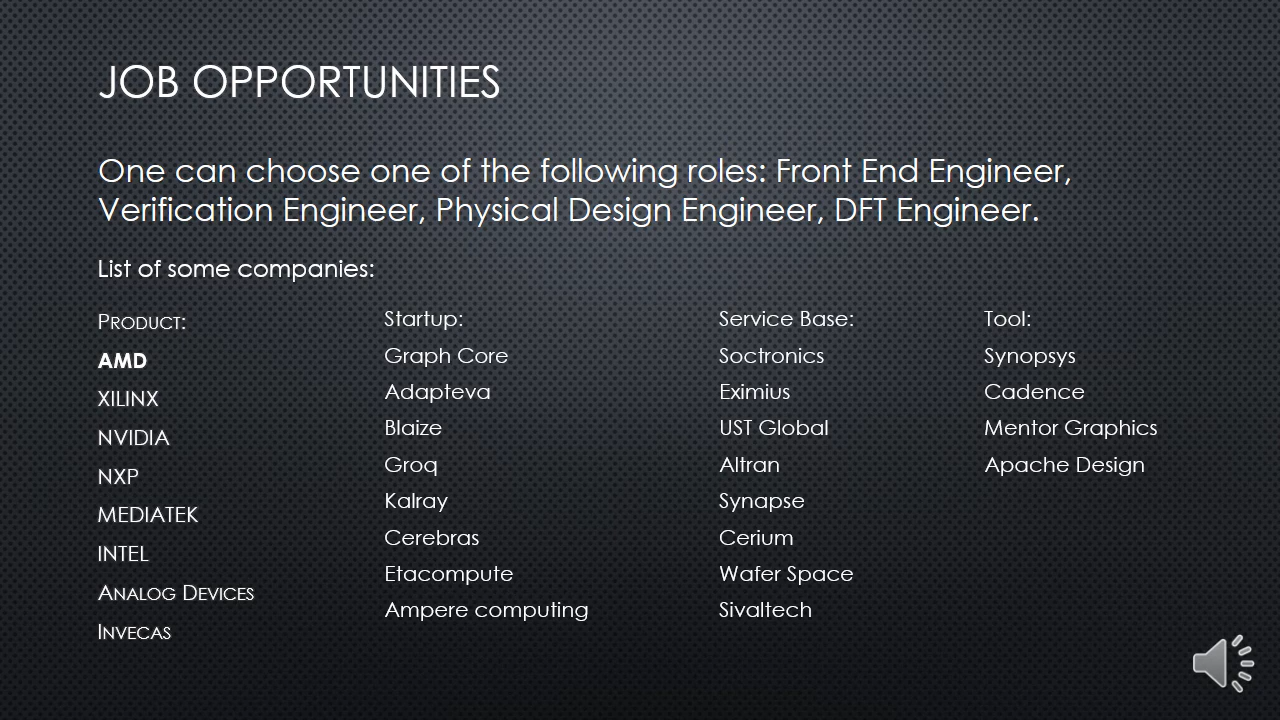 JOB OPPORTUNITIES
One can choose one of the following roles: Front End Engineer,
Verification Engineer, Physical Design Engineer, DFT Engineer.
List of some companies:
PRODUCT:
AMD
XILINX
NVIDIA
NXP
MEDIATEK
INTEL
ANALOG DEVICES
INVECAS
Startup:
Graph Core
Adapteva
Blaize
Groq
Kalray
Cerebras
Etacompute
Ampere computing
Service Base:
Soctronics
Eximius
UST Global
Altran
Synapse
Cerium
Wafer Space
Sivaltech
Tool:
Synopsys
Cadence
Mentor Graphics
Apache Design